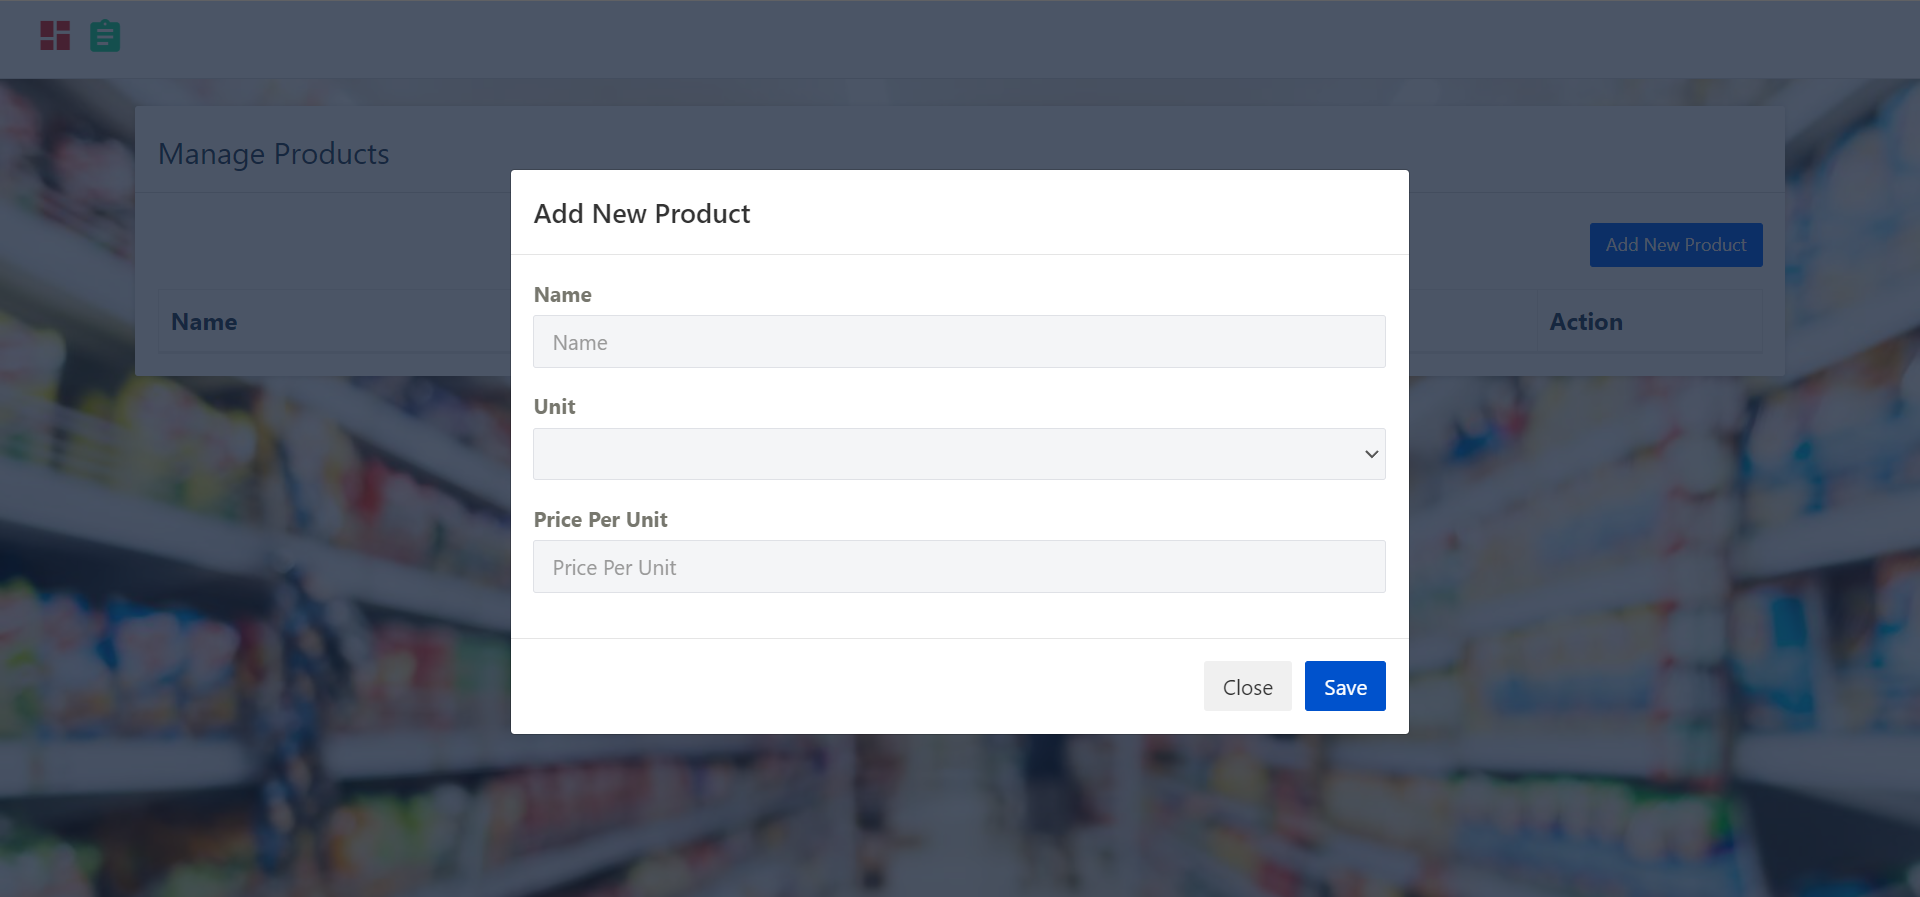 Manage Products
Add New Product
Add New Product
Name
Name
Name
Action
Unit
Price Per Unit
Price Per Unit
Close
Save